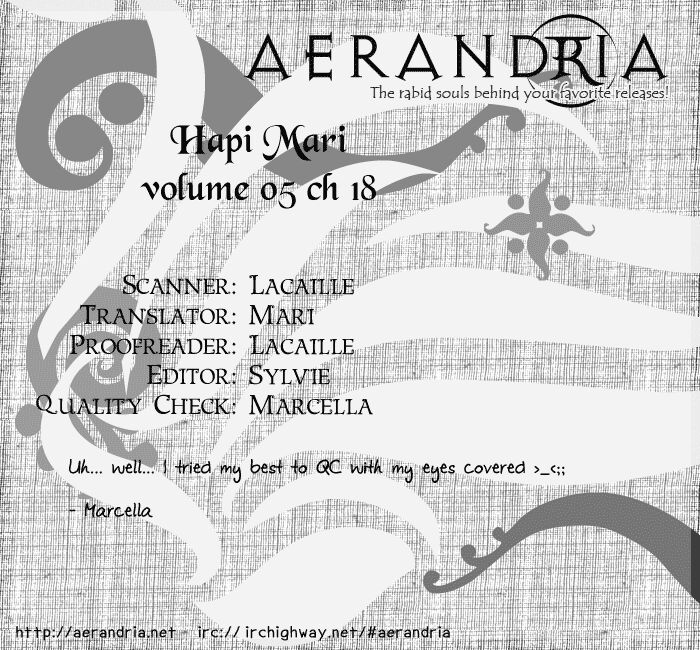 AERANDRIA
The rabid souls behind your favorite releases!
Hapi Mari
volume 05 ch 18
Scanner: Lacaille
Translator: Mari
Proofreader: Lacaille
Editor: Sylvie
Quality Check: Marcella
Uh... well... I tried my best to QC with my eyes covered >_<;;
- Marcella
http://aerandria.net - irc:// irchighway.net/#aerandria